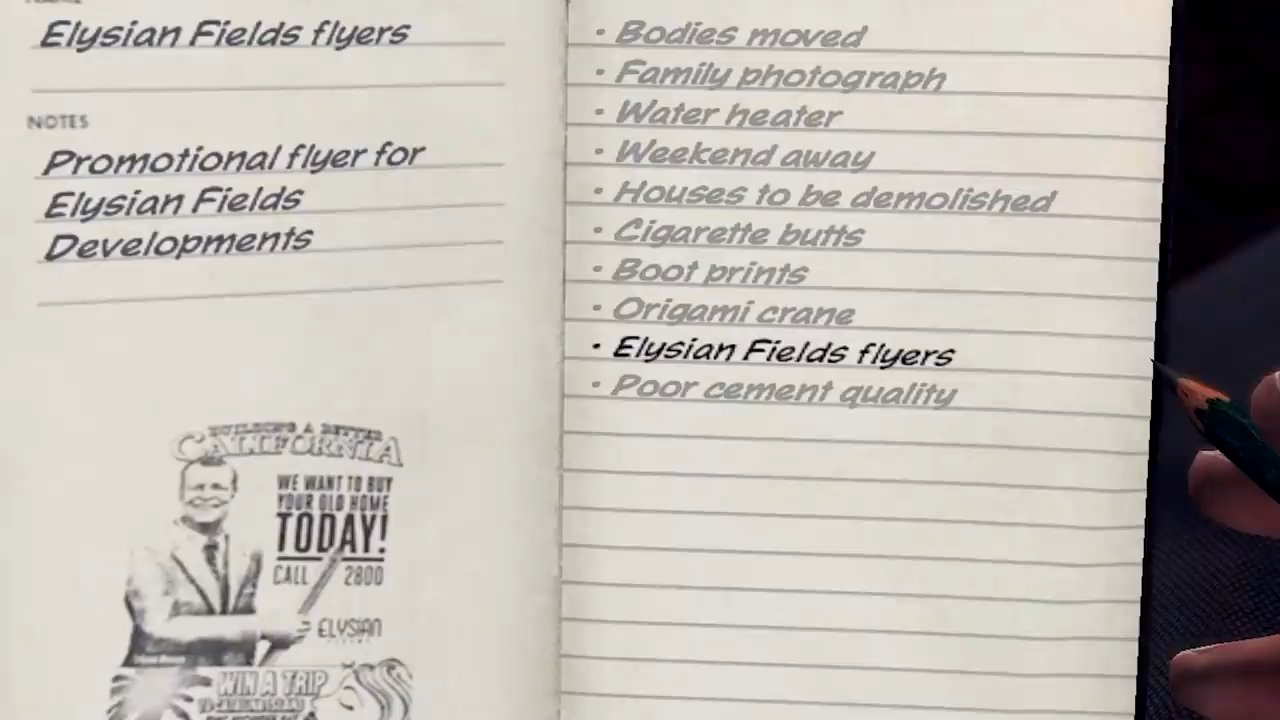 Elysian Fields flyers
NOTES
Promotional flyer for
Elysian Fields
Developments
BUILDING A BETTER
CALIFORNIA
WE WANT TO BUY
YOUR OLD HOME
TODAY!
CALL 2800
ELYSIAN
WIN A TRIP
• Bodies moved
• Family photograph
• Water heater
• Weekend away
• Houses to be demolished
• Cigarette butts
• Boot prints
• Origami crane
• Elysian Fields flyers
• Poor cement quality